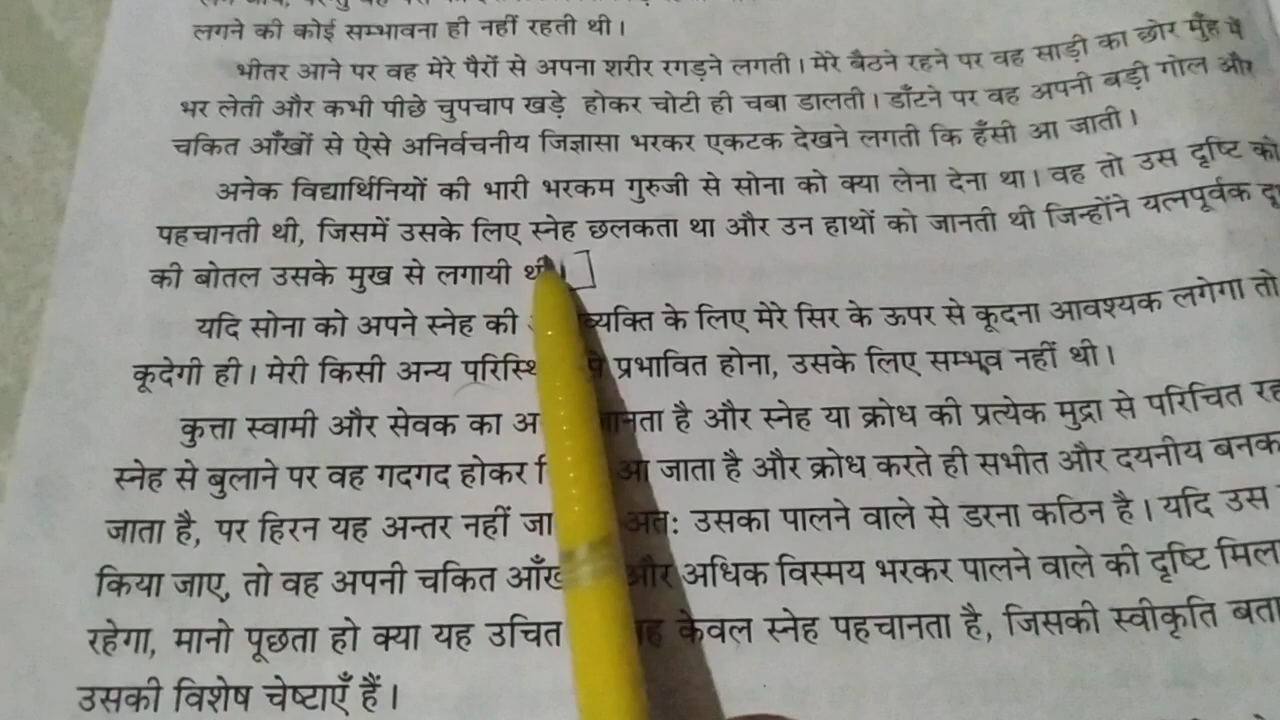 लगने की कोई सम्भावना ही नहीं रहती थी।
भीतर आने पर वह मेरे पैरों से अपना शरीर रगड़ने लगती। मेरे बैठने रहने पर वह साड़ी का छोर मुँह में
भर लेती और कभी पीछे चुपचाप खड़े होकर चोटी ही चबा डालती। डाँटने पर वह अपनी बड़ी गोल और
चकित आँखों से ऐसे अनिर्वचनीय जिज्ञासा भरकर एकटक देखने लगती कि हँसी आ जाती।
अनेक विद्यार्थिनियों की भारी भरकम गुरुजी से सोना को क्या लेना देना था। वह तो उस दृष्टि को
पहचानती थी, जिसमें उसके लिए स्नेह छलकता था और उन हाथों को जानती थी जिन्होंने यत्नपूर्वक
की बोतल उसके मुख से लगायी थी।
यदि सोना को अपने स्नेह की के लिए मेरे सिर के ऊपर से कूदना आवश्यक लगेगा तो
कूदेगी ही। मेरी किसी अन्य प्रभावित होना, उसके लिए सम्भव नहीं थी।
कुत्ता स्वामी और सेवक का है और स्नेह या क्रोध की प्रत्येक मुद्रा से परिचित
स्नेह से बुलाने पर वह गदगद होकर आ जाता है और क्रोध करते ही सभीत और दयनीय
जाता है, पर हिरन यह अन्तर नहीं अतः उसका पालने वाले से डरना कठिन है। यदि उस
किया जाए, तो वह अपनी चकित और अधिक विस्मय भरकर पालने वाले की दृष्टि
रहेगा, मानो पूछता हो क्या यह उचित केवल स्नेह पहचानता है, जिसकी स्वीकृति
उसकी विशेष चेष्टाएँ हैं।